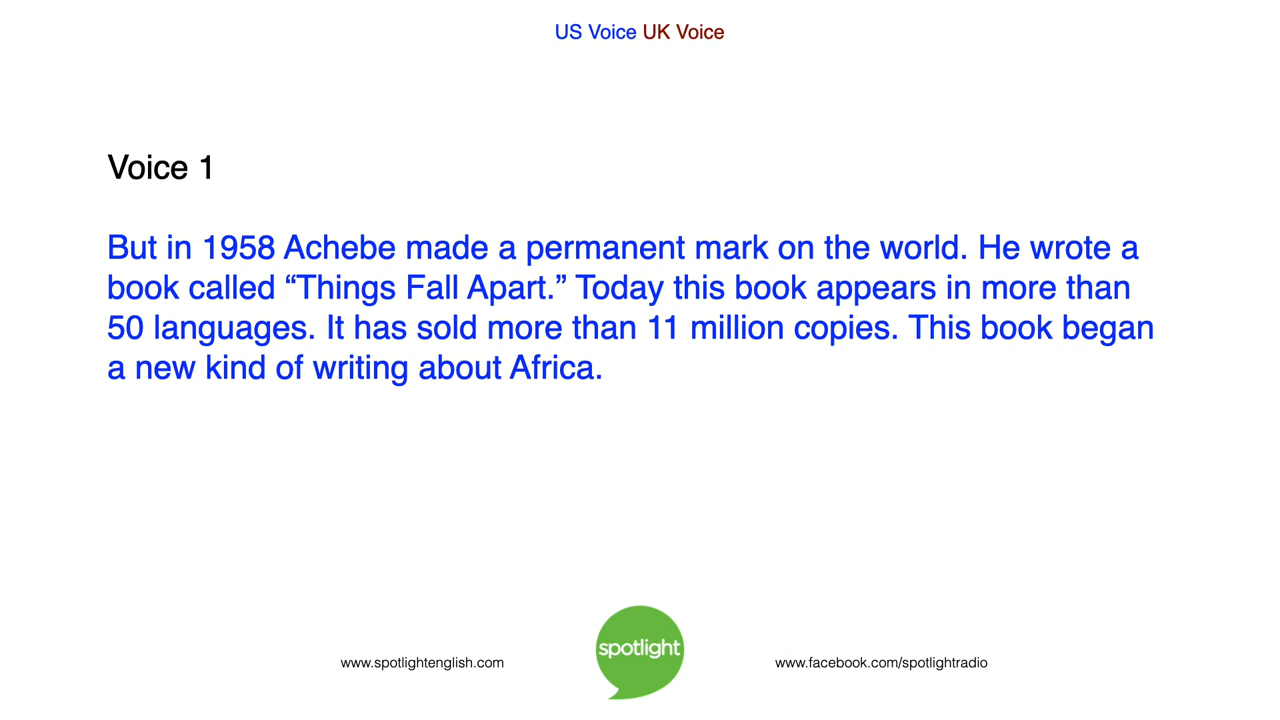 US Voice UK Voice
Voice 1
But in 1958 Achebe made a permanent mark on the world. He wrote a
book called “Things Fall Apart.” Today this book appears in more than
50 languages. It has sold more than 11 million copies. This book began
a new kind of writing about Africa.
spotlight
www.spotlightenglish.com
www.facebook.com/spotlightradio